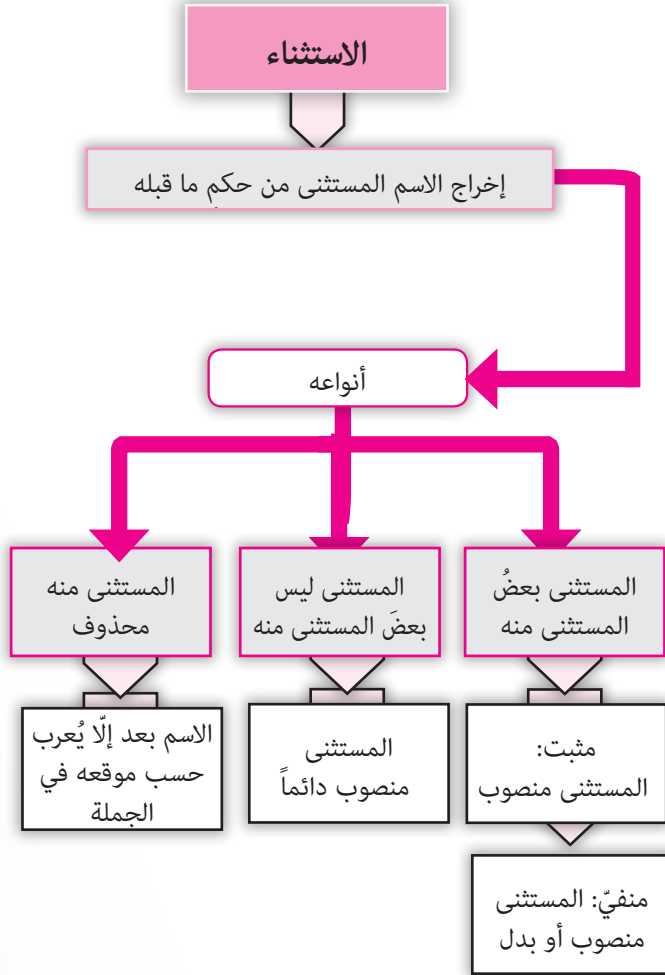 الاستثناء
إخراج الاسم المستثنى من حكم ما قبله
أنواعه
المستثنى بعضُ
المستثنى منه
المستثنى ليس
بعضَ المستثنى منه
المستثنى منه
محذوف
مثبت:
المستثنى منصوب
المستثنى
منصوب دائماً
الاسم بعد إلّا يُعرب
حسب موقعه في
الجملة
منفيّ: المستثنى
منصوب أو بدل